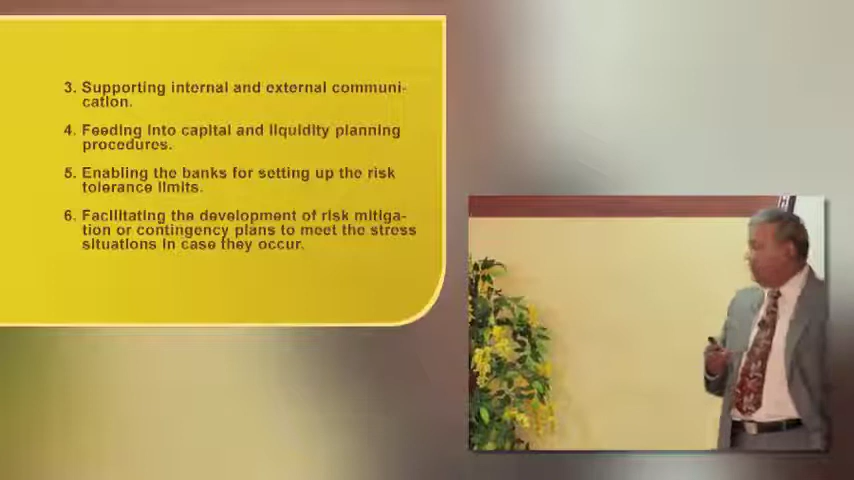 3. Supporting internal and external communi-
cation.
4. Feeding into capital and liquidity planning
procedures.
5. Enabling the banks for setting up the risk
tolerance limits.
6. Facilitating the development of risk mitiga-
tion or contingency plans to meet the stress
situations in case they occur.